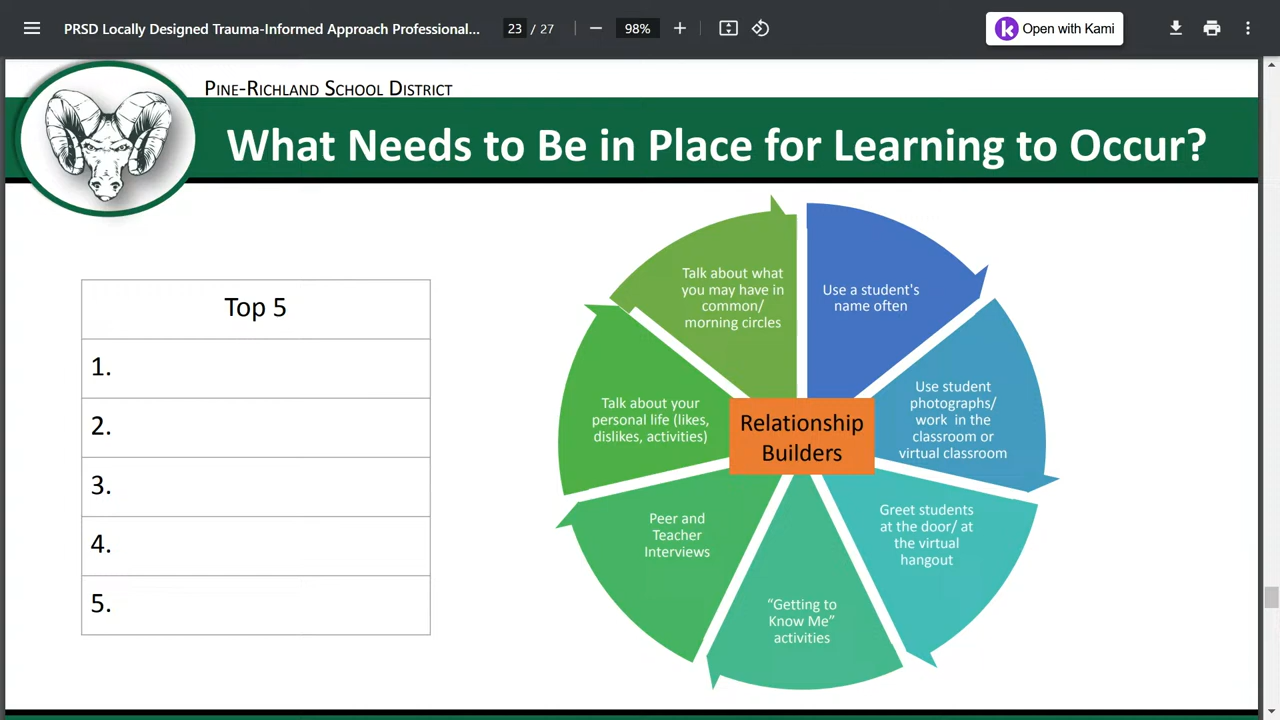 PRSD Locally Designed Trauma-Informed Approach Professional...
23 / 27
98%
Open with Kami
PINE-RICHLAND SCHOOL DISTRICT
What Needs to Be in Place for Learning to Occur?
Top 5
1.
2.
3.
4.
5.
Talk about what
you may have in
common/
morning circles
Use a student's
name often
Use student
photographs/
work in the
classroom or
virtual classroom
Greet students
at the door/ at
the virtual
hangout
"Getting to
Know Me"
activities
Peer and
Teacher
Interviews
Talk about your
personal life (likes,
dislikes, activities)
Relationship
Builders